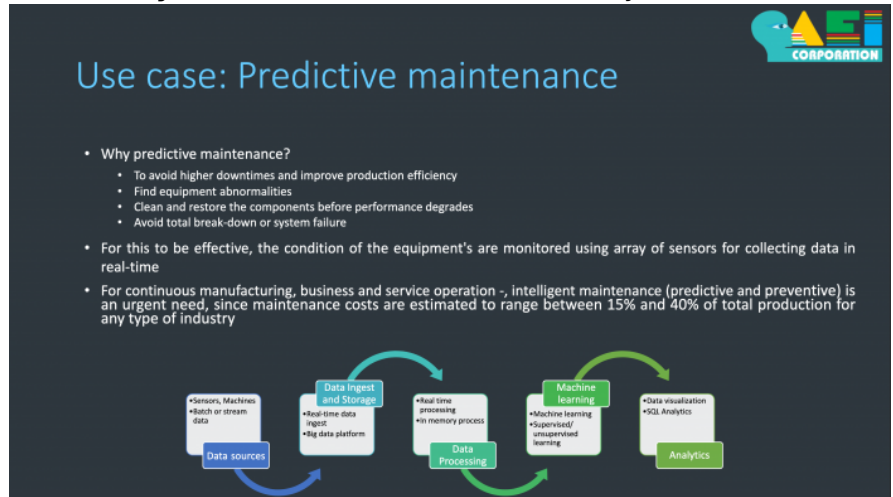 AEI
CORPORATION
Use case: Predictive maintenance
• Why predictive maintenance?
• To avoid higher downtimes and improve production efficiency
• Find equipment abnormalities
• Clean and restore the components before performance degrades
• Avoid total break-down or system failure
• For this to be effective, the condition of the equipment's are monitored using array of sensors for collecting data in
real-time
• For continuous manufacturing, business and service operation -, intelligent maintenance (predictive and preventive) is
an urgent need, since maintenance costs are estimated to range between 15% and 40% of total production for
any type of industry
•Sensors, Machines
•Batch or stream
data
Data sources
Data Ingest
and Storage
•Real-time data
ingest
•Big data platform
•Real time
processing
•In memory process
Data
Processing
Machine
learning
•Machine learning
•Supervised/
unsupervised
learning
•Data visualization
•SQL Analytics
Analytics